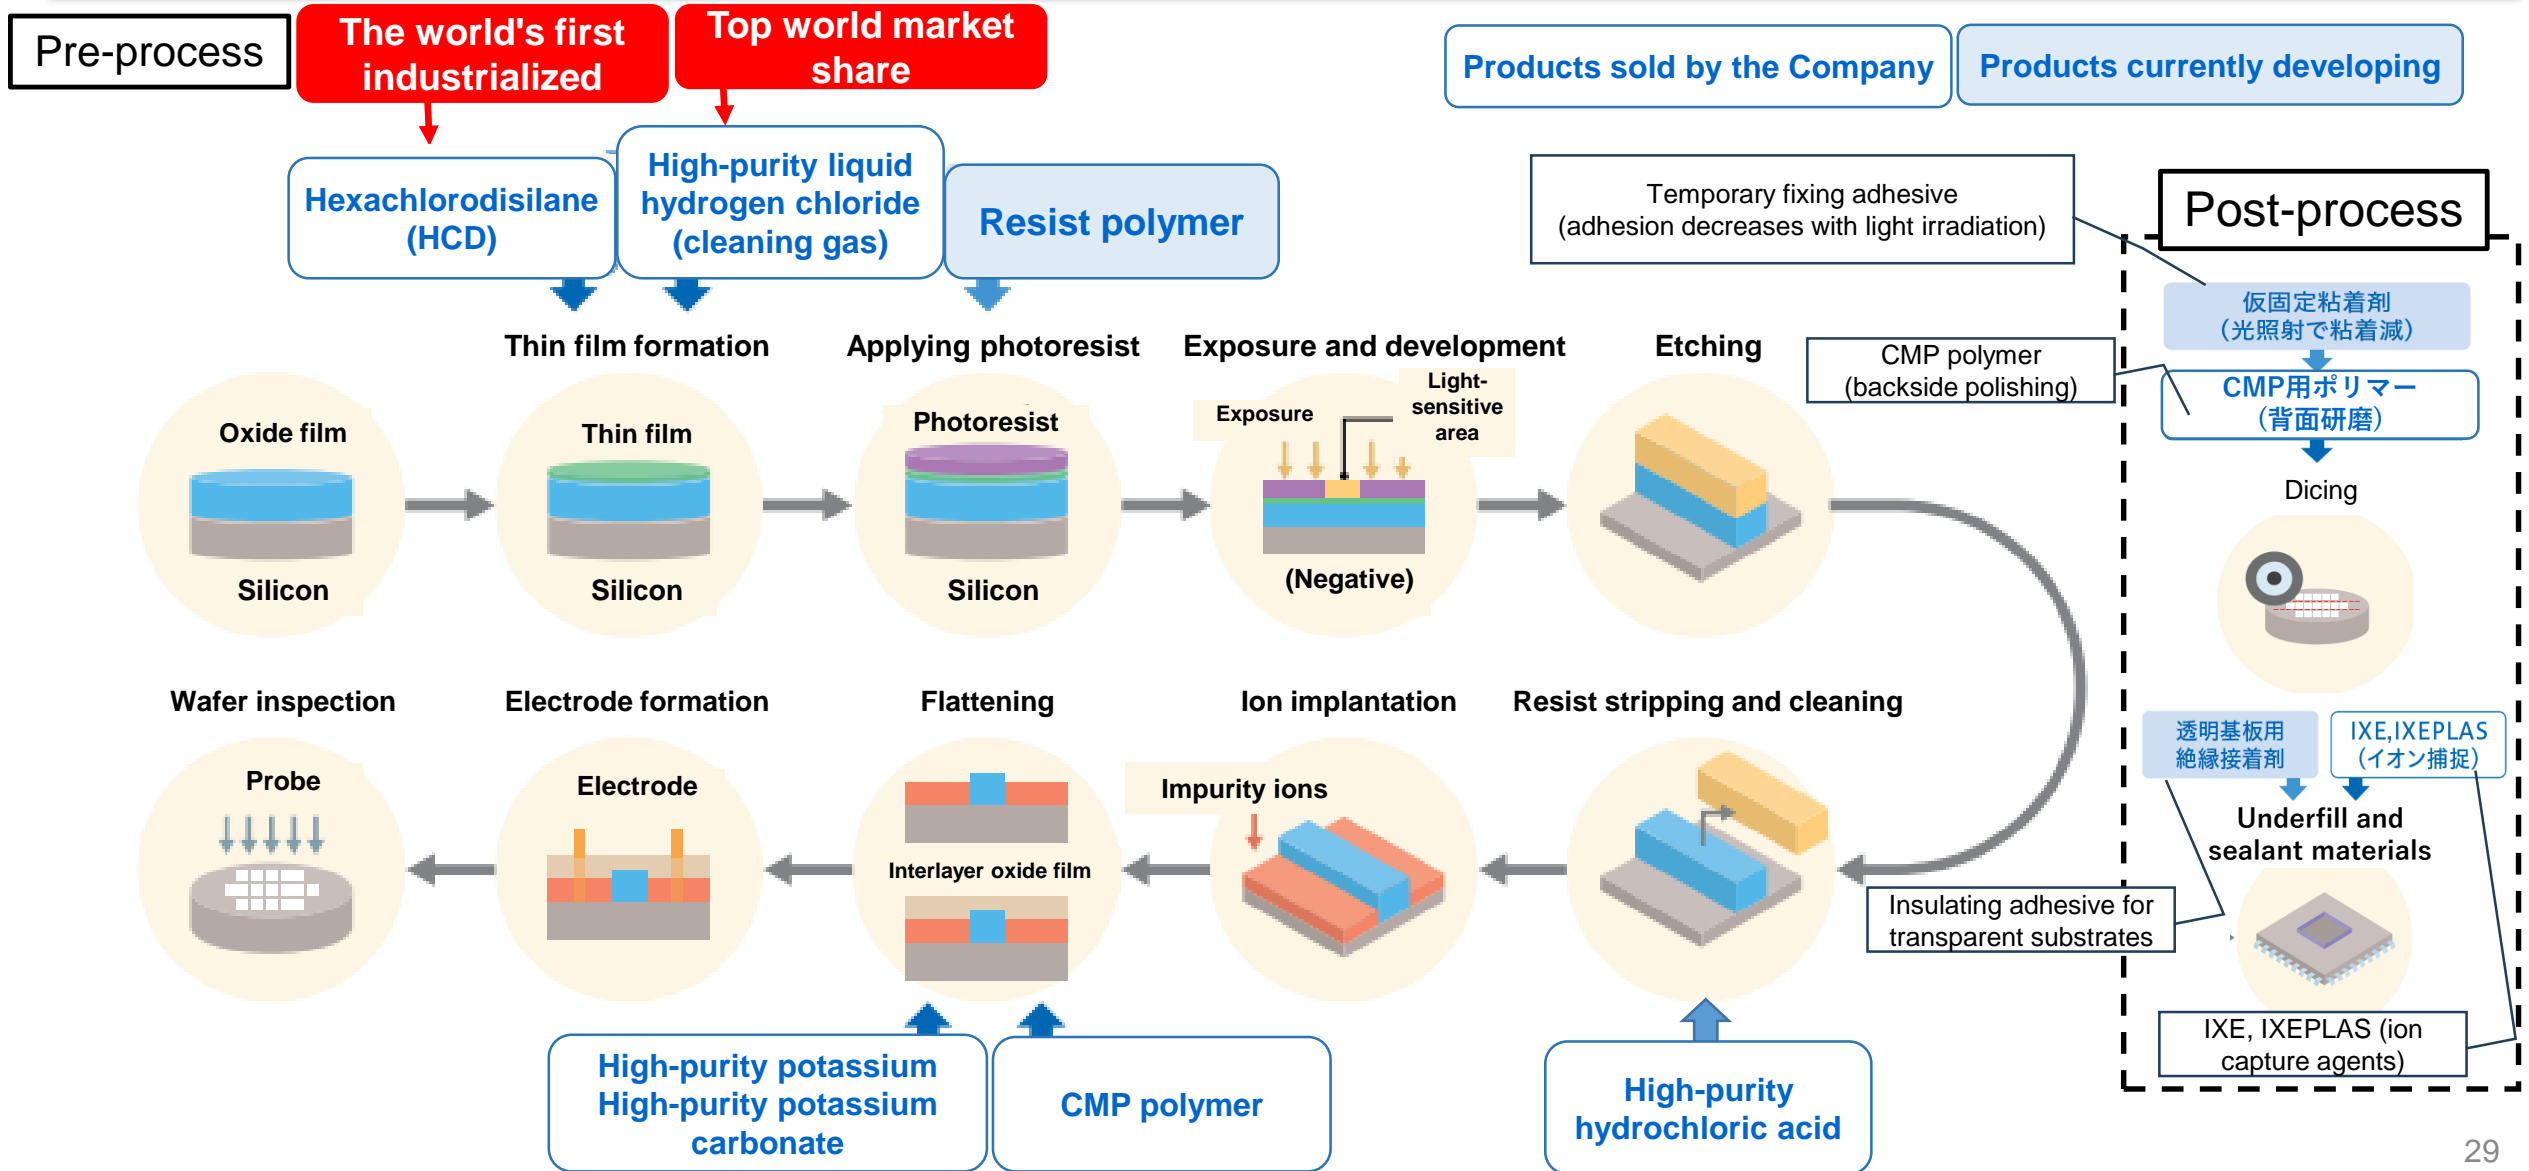 Pre-process
The world's first
industrialized
Top world market
share
Products sold by the Company
Products currently developing
Hexachlorodisilane
(HCD)
High-purity liquid
hydrogen chloride
(cleaning gas)
Resist polymer
Temporary fixing adhesive
(adhesion decreases with light irradiation)
Post-process
仮固定粘着剤
(光照射で粘着減)
CMP polymer
(backside polishing)
CMP用ポリマー
(背面研磨)
Dicing
Thin film formation
Applying photoresist
Exposure and development
Etching
Oxide film
Silicon
Thin film
Silicon
Photoresist
Silicon
Exposure
Light-
sensitive
area
(Negative)
Wafer inspection
Electrode formation
Flattening
Ion implantation
Resist stripping and cleaning
Probe
Electrode
Interlayer oxide film
Impurity ions
透明基板用
絶縁接着剤
IXE,IXEPLAS
(イオン捕捉)
Underfill and
sealant materials
Insulating adhesive for
transparent substrates
IXE, IXEPLAS (ion
capture agents)
High-purity potassium
High-purity potassium
carbonate
CMP polymer
High-purity
hydrochloric acid
29